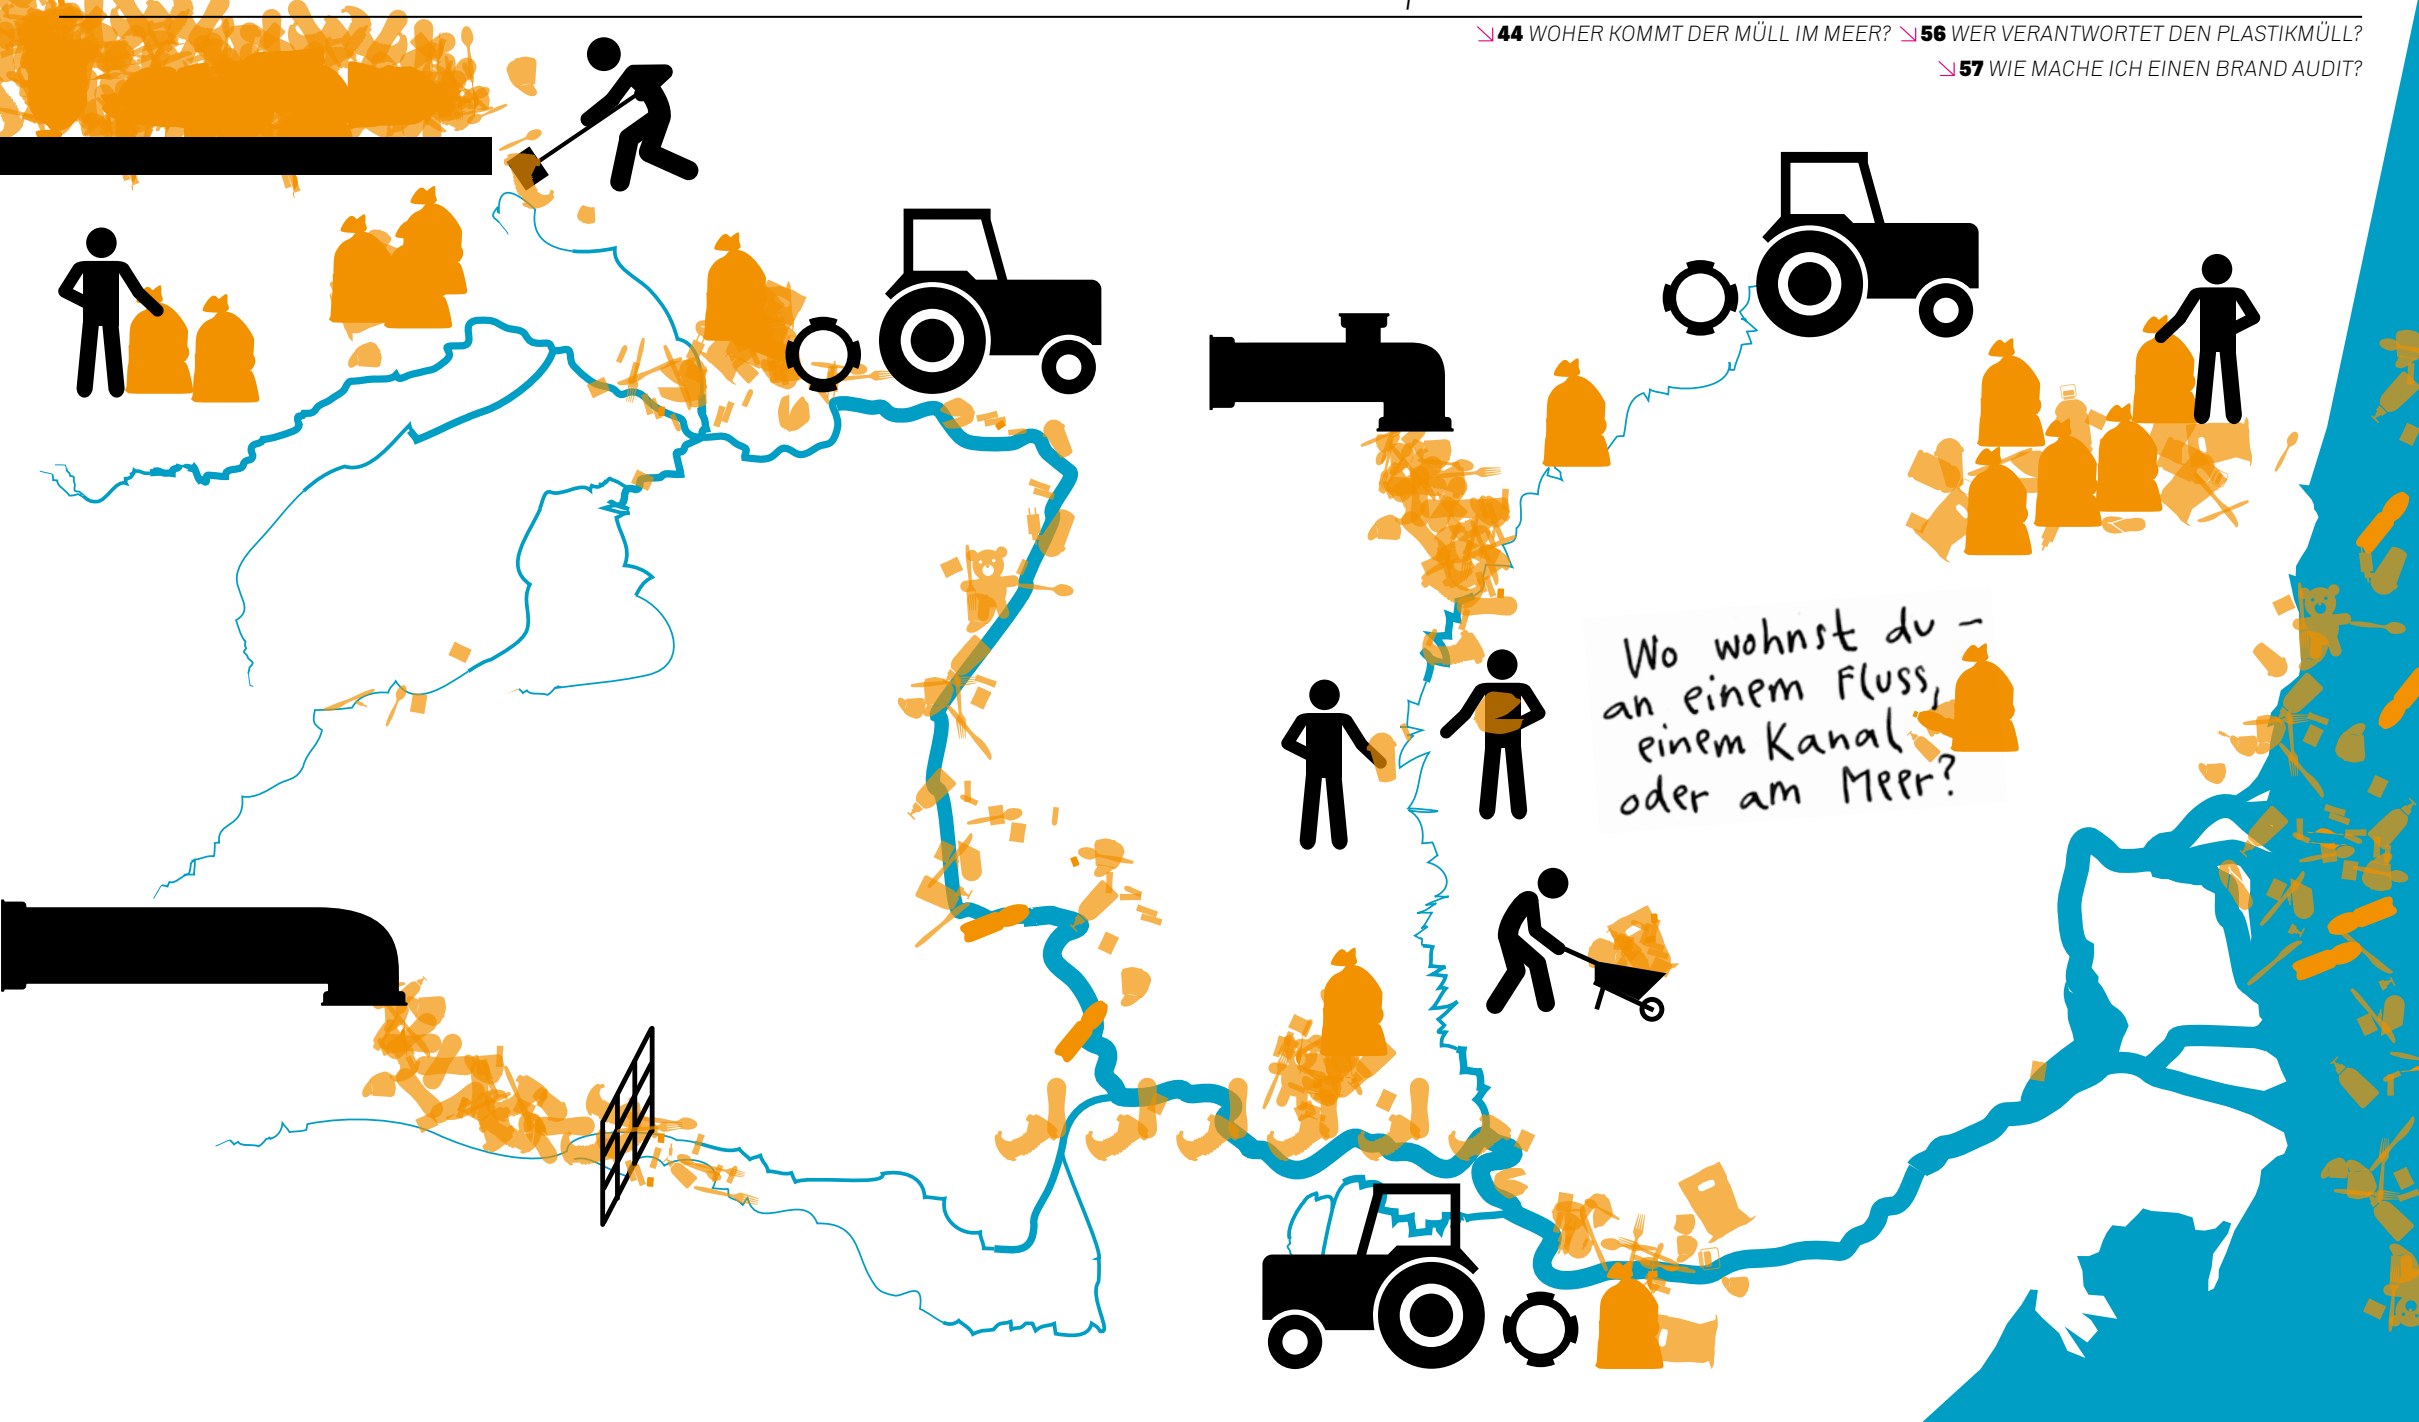 44 WOHER KOMMT DER MÜLL IM MEER? 56 WER VERANTWORTET DEN PLASTIKMÜLL?
57 WIE MACHE ICH EINEN BRAND AUDIT?
Wo wohnst du –
an einem Fluss,
einem Kanal
oder am Meer?